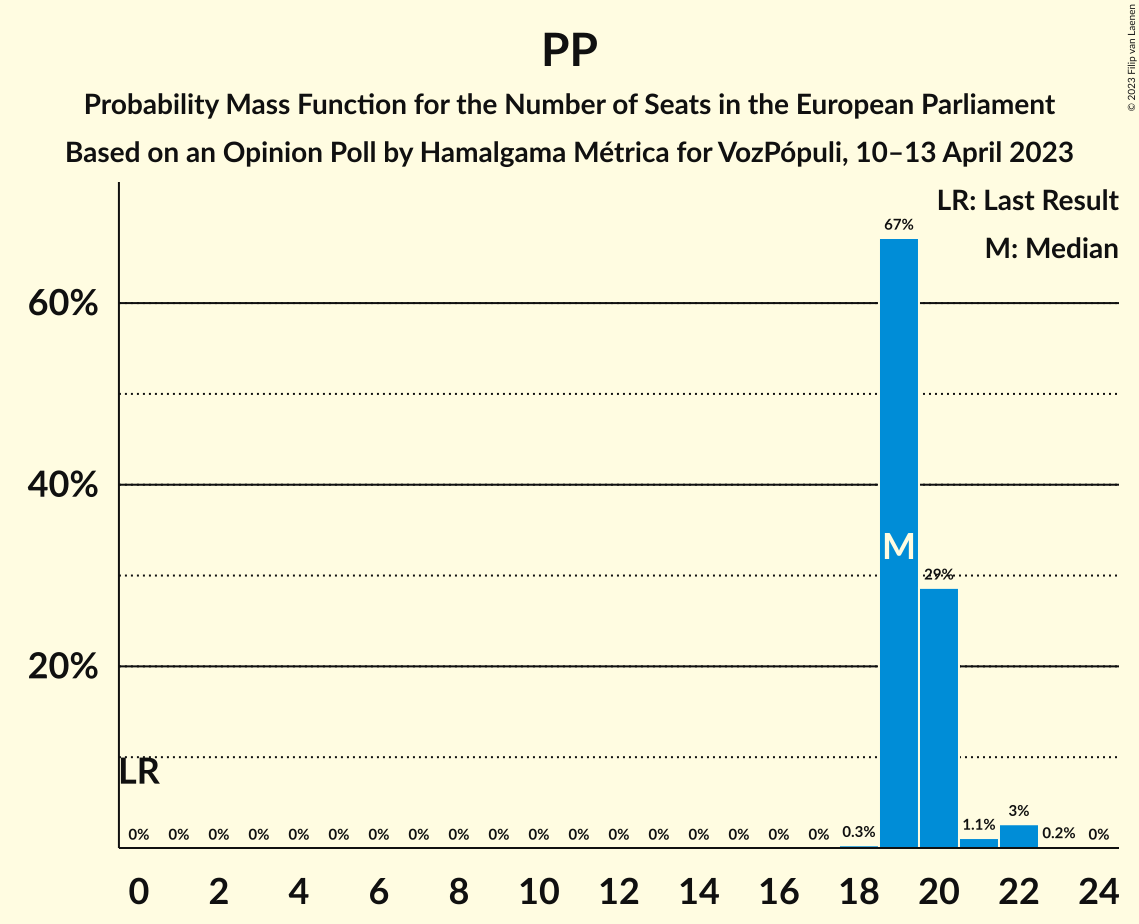 PP
Probability Mass Function for the Number of Seats in the European Parliament
Based on an Opinion Poll by Hamalgama Métrica for VozPópuli, 10–13 April 2023
© 2023 Filip van Laenen
LR: Last Result
M: Median
67%
60%
40%
M
29%
20%
LR
0% 0% 0% 0% 0% 0% 0% 0% 0% 0% 0% 0% 0% 0% 0% 0% 0% 0% 0.3% 1.1% 3% 0.2% 0%
0 2 4 6 8 10 12 14 16 18 20 22 24